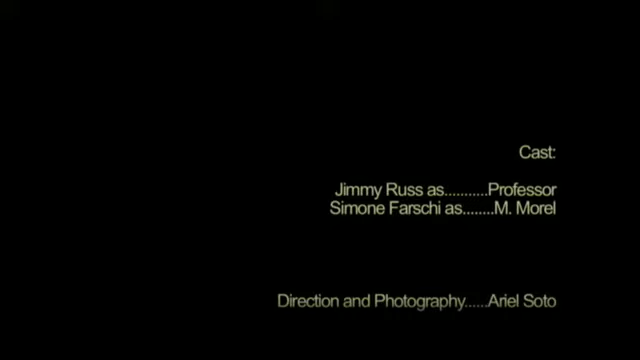 Cast:
Jimmy Russ as...........Professor
Simone Farschi as........M. Morel
Direction and Photography......Ariel Soto